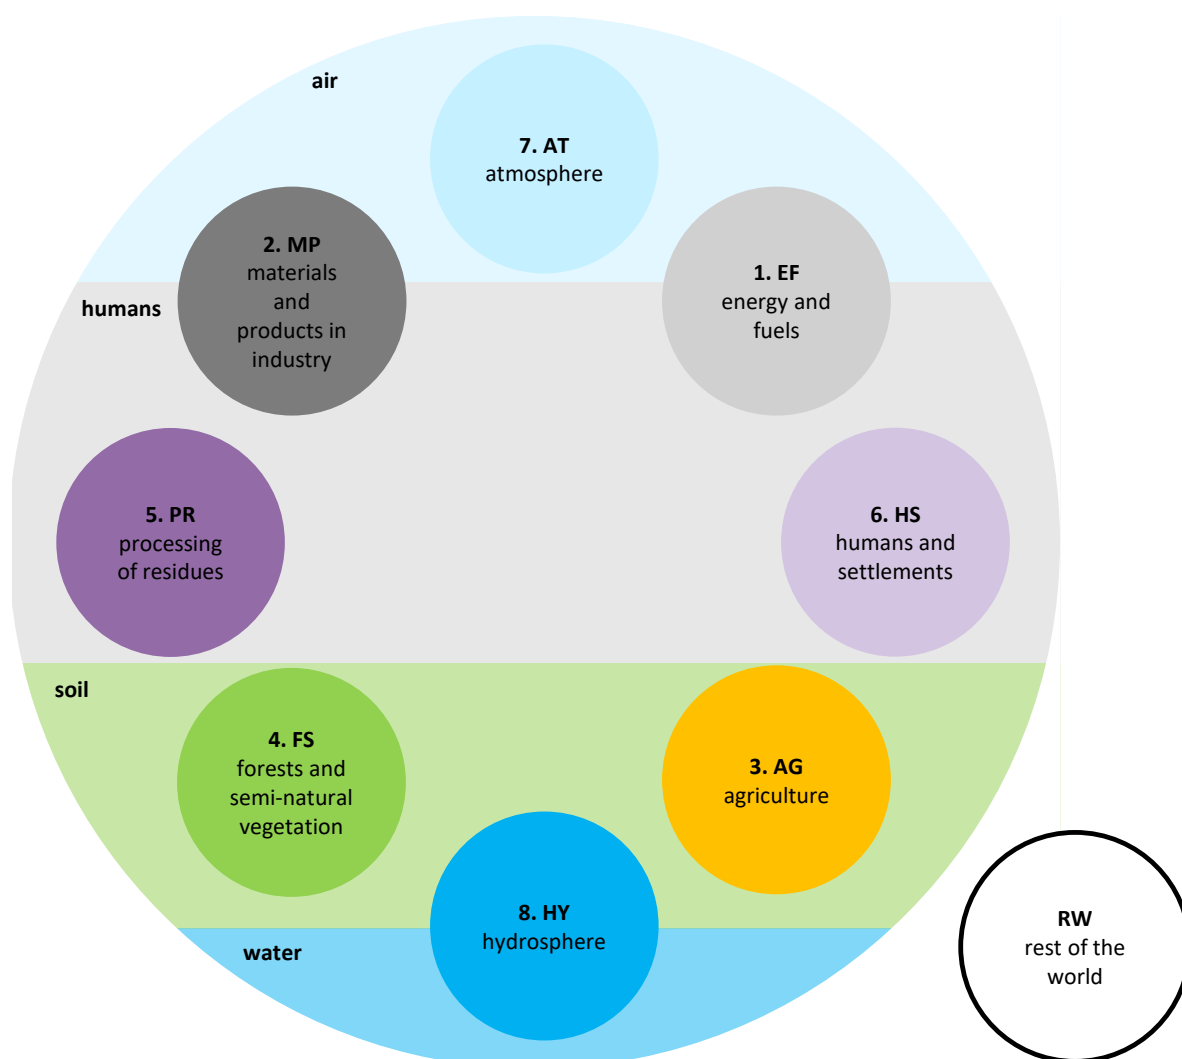 air
7. AT
atmosphere
2. MP
materials
and
products in
industry
1. EF
energy and
fuels
humans
5. PR
processing
of residues
6. HS
humans and
settlements
soil
4. FS
forests and
semi-natural
vegetation
3. AG
agriculture
8. HY
hydrosphere
water
RW
rest of the
world